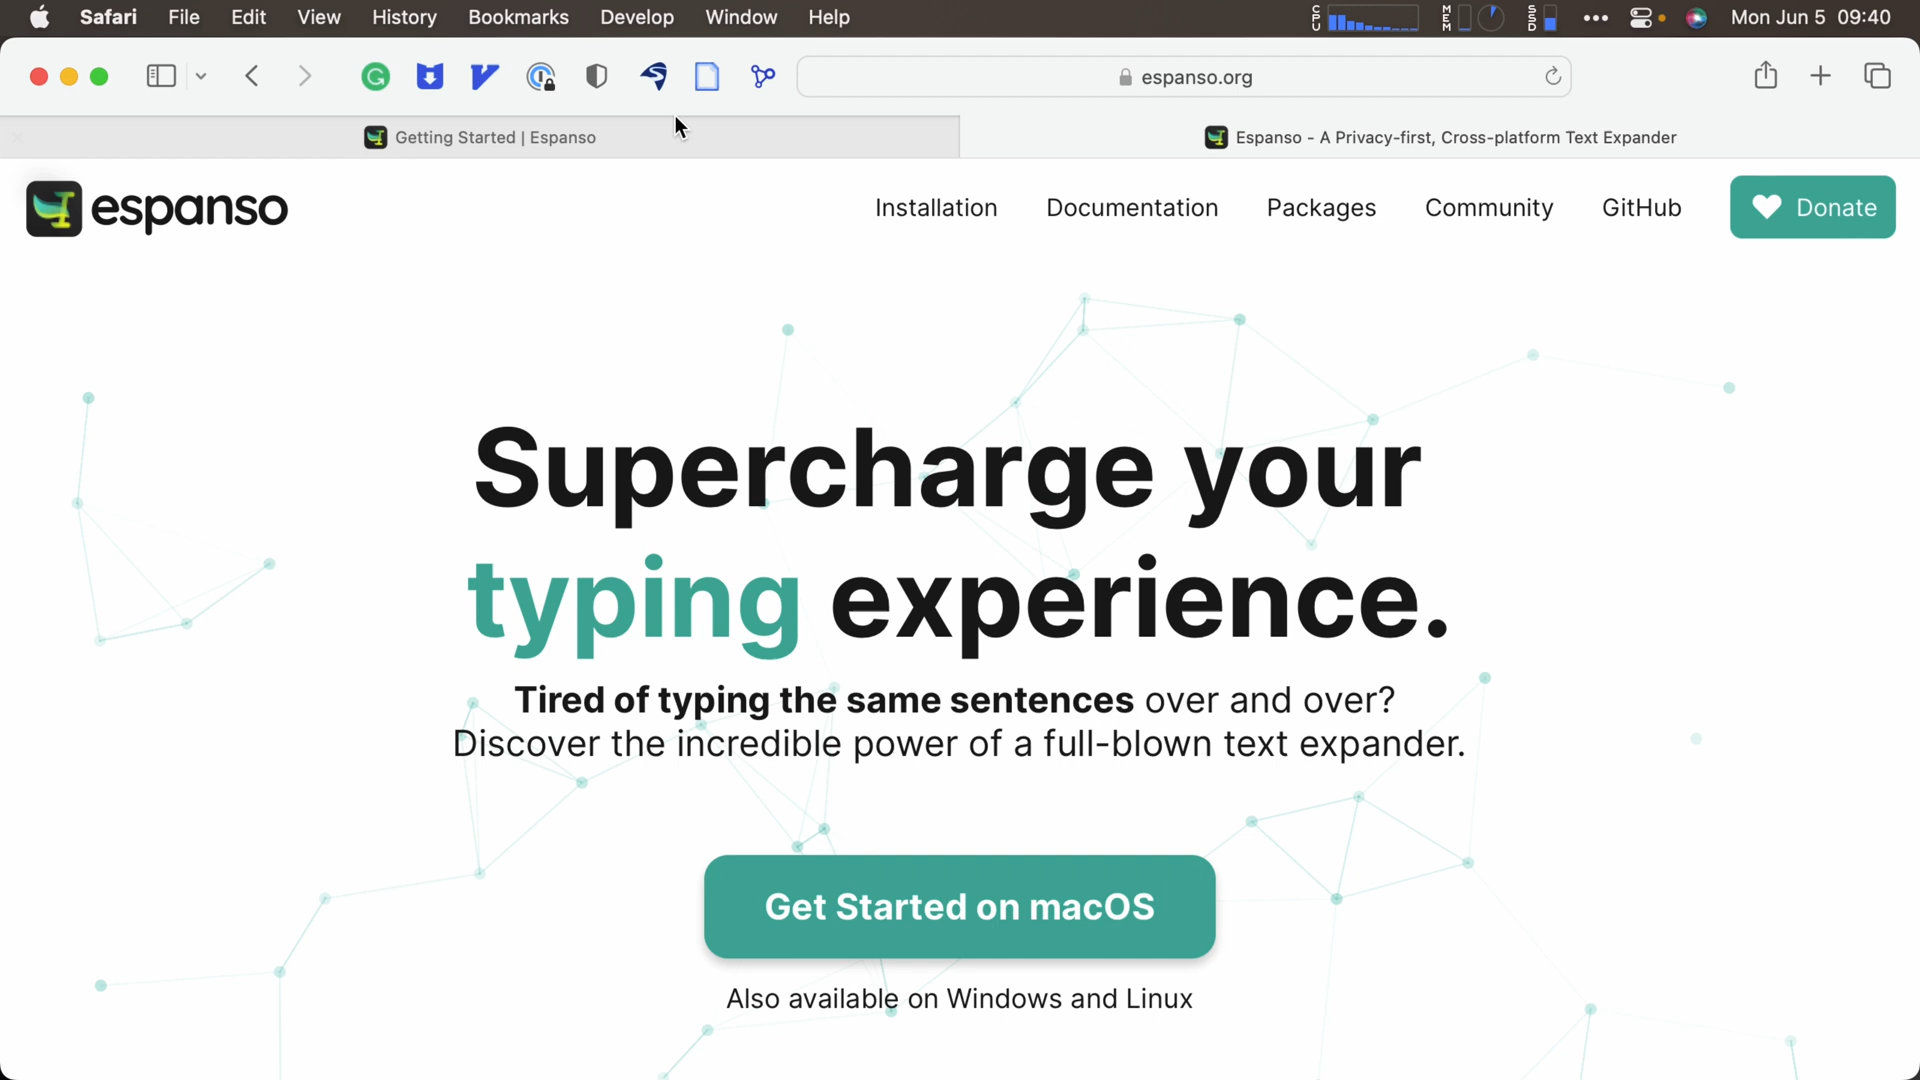 Safari File Edit View History Bookmarks Develop Window Help CPU MEM SSD Mon Jun 5 09:40
espanso.org
Getting Started | Espanso
Espanso - A Privacy-first, Cross-platform Text Expander
espanso Installation Documentation Packages Community GitHub Donate
Supercharge your
typing experience.
Tired of typing the same sentences over and over?
Discover the incredible power of a full-blown text expander.
Get Started on macOS
Also available on Windows and Linux